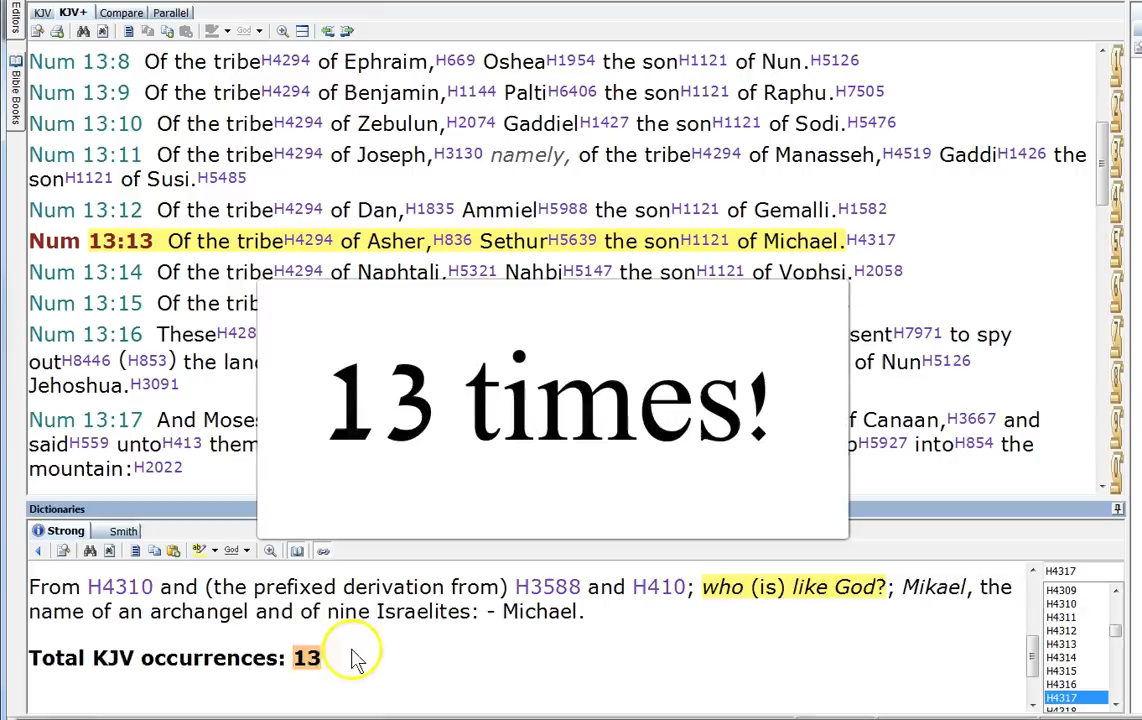 Editors
Bible Books
KJV KJV+ Compare Parallel
God
Num 13:8 Of the tribeH4294 of Ephraim,H669 OsheaH1954 the sonH1121 of Nun.H5126
Num 13:9 Of the tribeH4294 of Benjamin,H1144 PaltiH6406 the sonH1121 of Raphu.H7505
Num 13:10 Of the tribeH4294 of Zebulun,H2074 GaddielH1427 the sonH1121 of Sodi.H5476
Num 13:11 Of the tribeH4294 of Joseph,H3130 namely, of the tribeH4294 of Manasseh,H4519 GaddiH1426 the
sonH1121 of Susi.H5485
Num 13:12 Of the tribeH4294 of Dan,H1835 AmmielH5988 the sonH1121 of Gemalli.H1582
Num 13:13 Of the tribeH4294 of Asher,H836 SethurH5639 the sonH1121 of Michael.H4317
Num 13:14 Of the tribeH4294 of Naphtali,H5321 NahbiH5147 the sonH1121 of Vophsi.H2058
Num 13:15 Of the trib
Num 13:16 TheseH428 sentH7971 to spy
outH8446 (H853) the land of NunH5126
Jehoshua.H3091
Num 13:17 And Moses of Canaan,H3667 and
saidH559 untoH413 them H5927 intoH854 the
mountain:H2022
13 times!
Dictionaries
Strong Smith
God
From H4310 and (the prefixed derivation from) H3588 and H410; who (is) like God?; Mikael, the
name of an archangel and of nine Israelites: - Michael.
Total KJV occurrences: 13
H4317
H4309
H4310
H4311
H4312
H4313
H4314
H4315
H4316
H4317
H4318